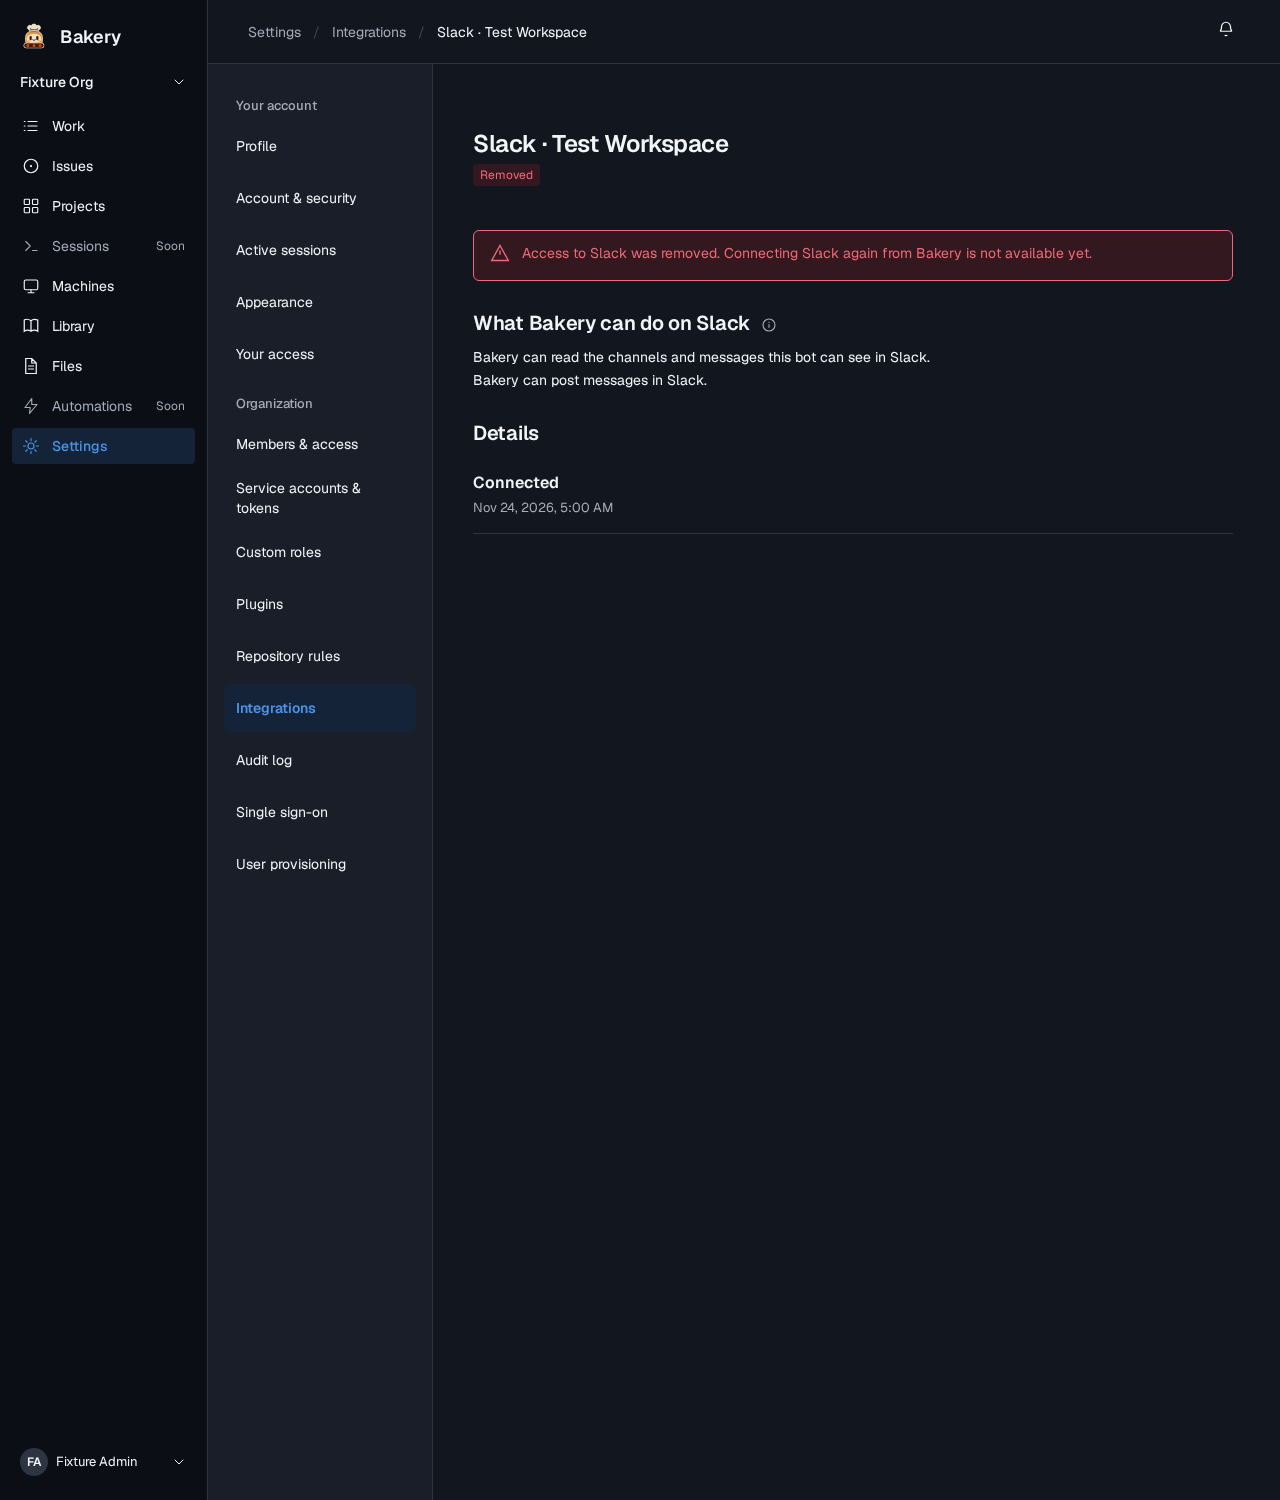 Bakery
Fixture Org
Work
Issues
Projects
Sessions Soon
Machines
Library
Files
Automations Soon
Settings
FA Fixture Admin
Settings / Integrations / Slack · Test Workspace
Your account
Profile
Account & security
Active sessions
Appearance
Your access
Organization
Members & access
Service accounts &
tokens
Custom roles
Plugins
Repository rules
Integrations
Audit log
Single sign-on
User provisioning
Slack · Test Workspace
Removed
Access to Slack was removed. Connecting Slack again from Bakery is not available yet.
What Bakery can do on Slack
Bakery can read the channels and messages this bot can see in Slack.
Bakery can post messages in Slack.
Details
Connected
Nov 24, 2026, 5:00 AM